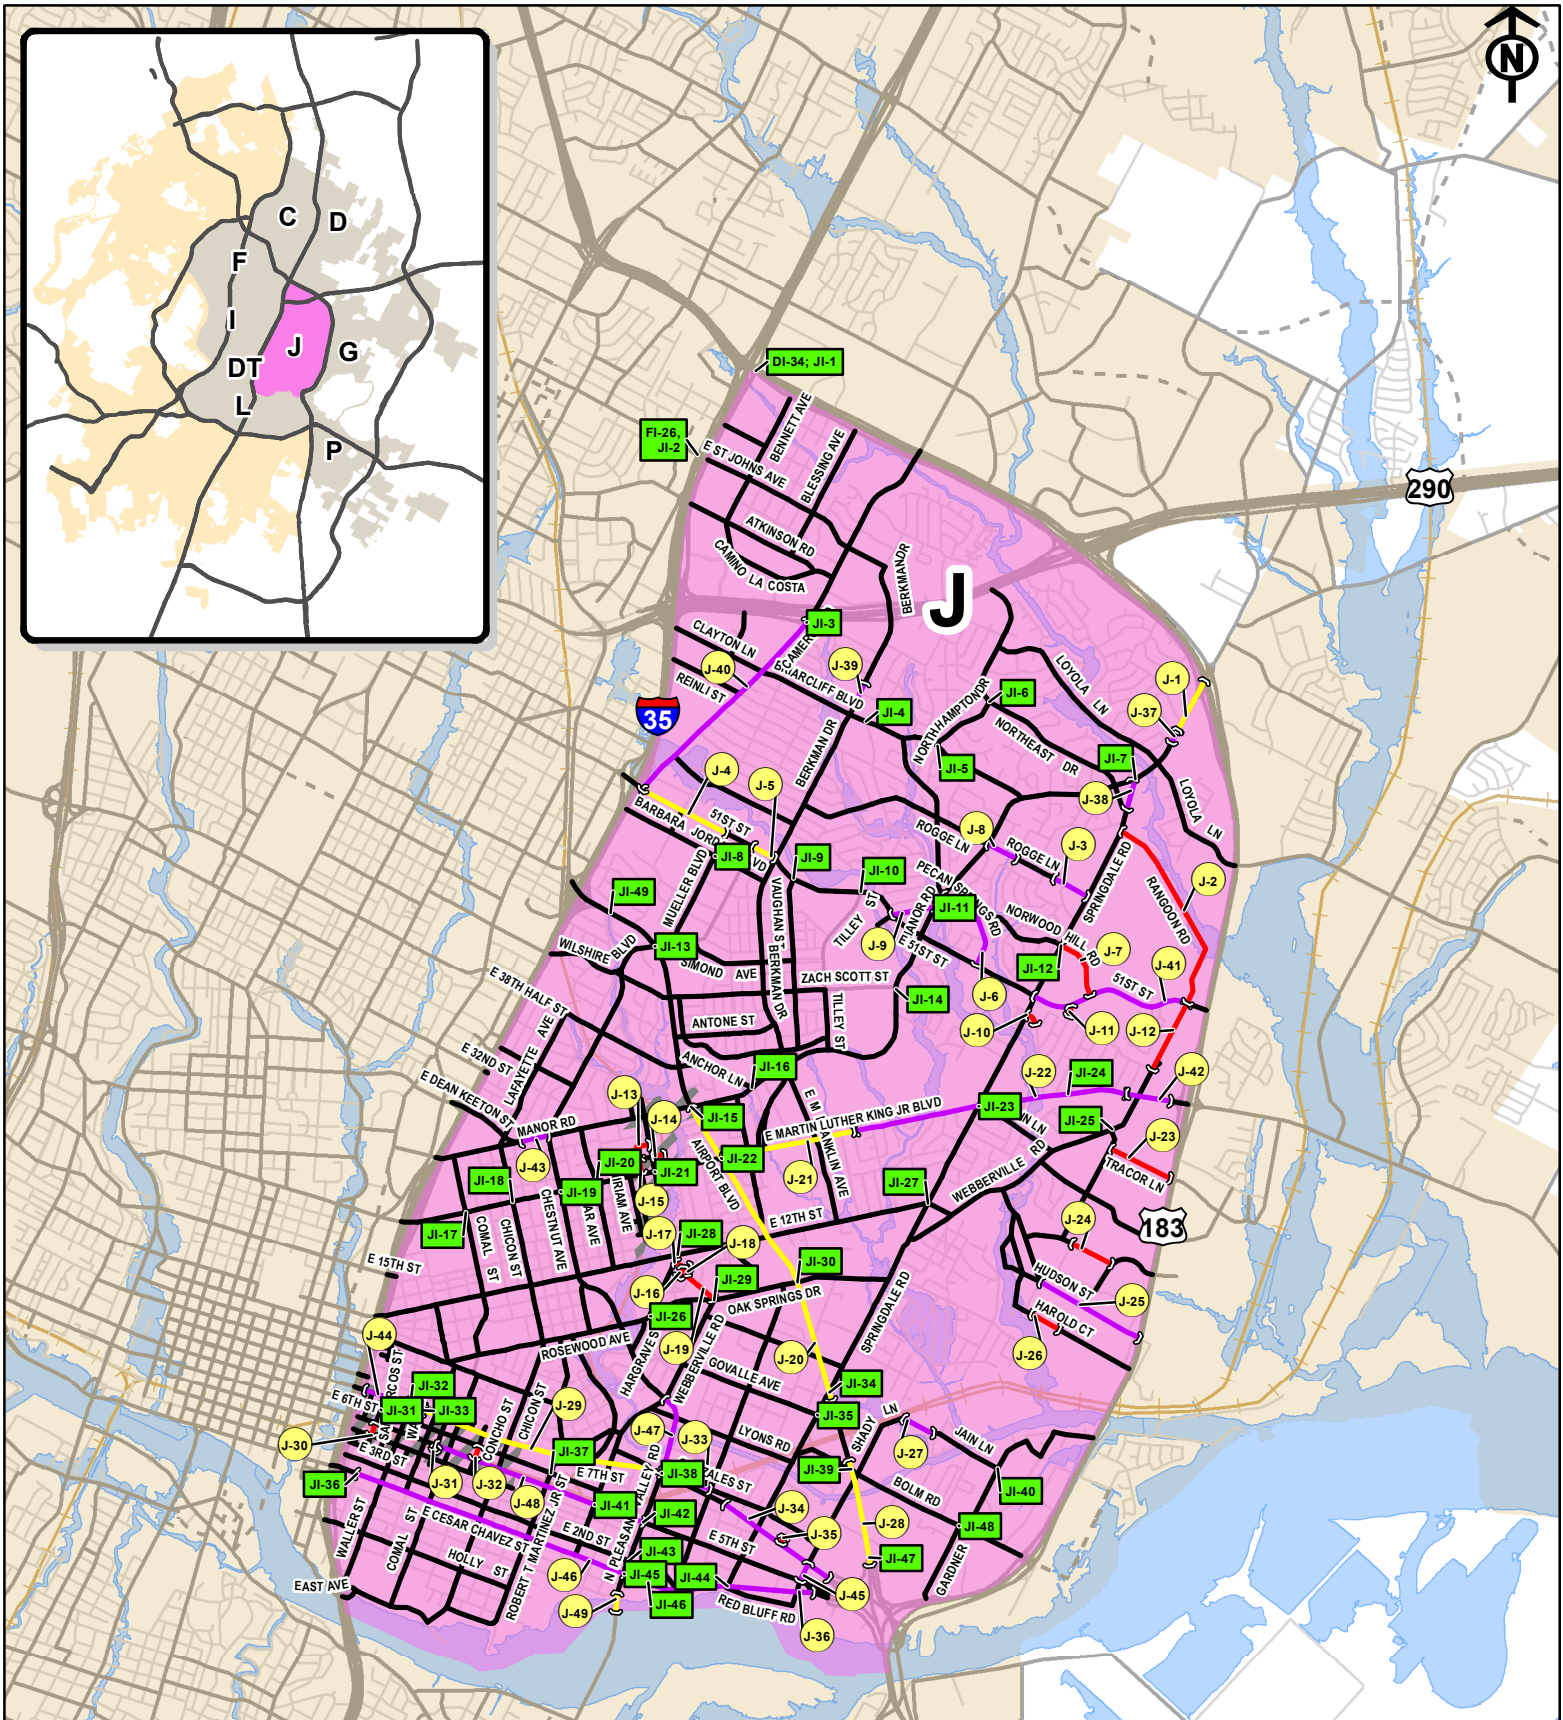 N
C
D
F
I
J
G
DT
L
P
DI-34; JI-1
FI-26,
JI-2
BENNETT AVE
E ST JOHNS AVE
BLESSING AVE
290
ATKINSON RD
CAMINO LA COSTA
BERKMAN DR
J
JI-3
CLAYTON LN
J-40
REINLI ST
BRIARCLIFF BLVD
J-39
LOYOLA LN
J-1
35
JI-4
JI-6
NORTHHAMPTON DR
J-37
NORTHEAST DR
BERKMAN DR
JI-5
JI-7
J-38
J-4
J-5
LOYOLA LN
BARBARA
51ST ST
ROGGE LN
J-8
ROGGE LN
J-3
JI-8
JI-9
JI-10
SPRINGDALE RD
J-2
RANGOON RD
JI-49
MUELLER BLVD
VAUGHAN ST
TILLEY ST
JI-11
J-9
E 51ST ST
NORWOOD HILL RD
J-7
WILSHIRE BLVD
JI-13
SIMOND AVE
BERKMAN DR
ZACH SCOTT ST
JI-12
J-41
51ST ST
E 38TH HALF ST
JI-14
J-6
J-10
J-11
J-12
ANTONE ST
TILLEY ST
E 32ND ST
LAFAYETTE AVE
ANCHOR LN
JI-16
J-22
JI-24
J-42
E DEAN KEETON ST
J-13
J-14
JI-15
E MARTIN LUTHER KING JR BLVD
JI-23
JI-25
MANOR RD
J-43
JI-20
JI-21
AIRPORT BLVD
JI-22
J-21
J-23
TRACOR LN
JI-18
JI-19
CHESTNUT AVE
J-15
JI-27
WEBBERVILLE RD
183
JI-17
COMAL ST
CHICON ST
J-17
JI-28
J-18
E 12TH ST
J-24
E 15TH ST
J-16
JI-29
JI-30
OAK SPRINGS DR
HUDSON ST
J-25
HAROLD CT
J-26
JI-26
J-44
ROSEWOOD AVE
J-19
WEBBERVILLE RD
J-20
SPRINGDALE RD
GOVALLE AVE
JI-32
E 6TH ST
JI-31
JI-33
CHICON ST
J-29
JI-34
JI-35
SHADY LN
J-27
JAIN LN
J-30
E 3RD ST
J-47
J-33
LYONS RD
JI-37
E 7TH ST
JI-38
JI-39
BOLM RD
JI-40
JI-36
J-31
J-32
J-48
JI-41
JI-42
J-34
J-28
JI-48
WALLER ST
COMAL ST
E CESAR CHAVEZ ST
E 2ND ST
E 5TH ST
J-35
ROBERT T MARTINEZ JR ST
JI-43
JI-47
HOLLY ST
J-46
JI-45
JI-44
GARDNER
EAST AVE
J-49
JI-46
RED BLUFF RD
J-45
J-36